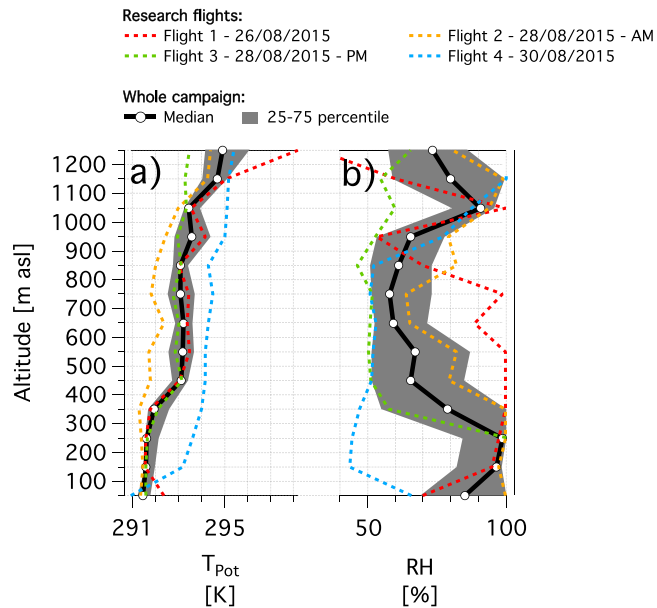 Research flights:
Flight 1 - 26/08/2015
Flight 2 - 28/08/2015 - AM
Flight 3 - 28/08/2015 - PM
Flight 4 - 30/08/2015
Whole campaign:
Median
25-75 percentile
a)
b)
Altitude [m asl]
1200
1100
1000
900
800
700
600
500
400
300
200
100
291
295
50
100
TPot
[K]
RH
[%]